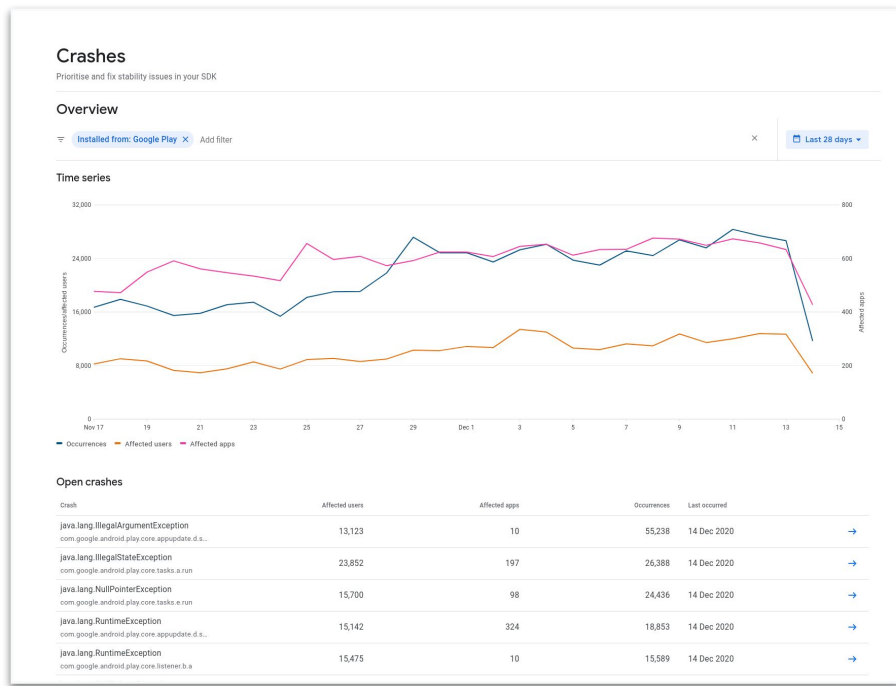 Crashes
Prioritise and fix stability issues in your SDK
Overview
Installed from: Google Play × Add filter × Last 28 days
Time series
32,000 800
24,000 600
16,000 400
8,000 200
0 0
Occurrences/affected users
Affected apps
Nov 17 19 21 23 25 27 29 Dec 1 3 5 7 9 11 13 15
Occurrences Affected users Affected apps
Open crashes
Crash Affected users Affected apps Occurrences Last occurred
java.lang.IllegalArgumentException
com.google.android.play.core.appupdate.d.s...
13,123 10 55,238 14 Dec 2020 →
java.lang.IllegalStateException
com.google.android.play.core.tasks.a.run
23,852 197 26,388 14 Dec 2020 →
java.lang.NullPointerException
com.google.android.play.core.tasks.e.run
15,700 98 24,436 14 Dec 2020 →
java.lang.RuntimeException
com.google.android.play.core.appupdate.d.s...
15,142 324 18,853 14 Dec 2020 →
java.lang.RuntimeException
com.google.android.play.core.listener.b.a
15,475 10 15,589 14 Dec 2020 →